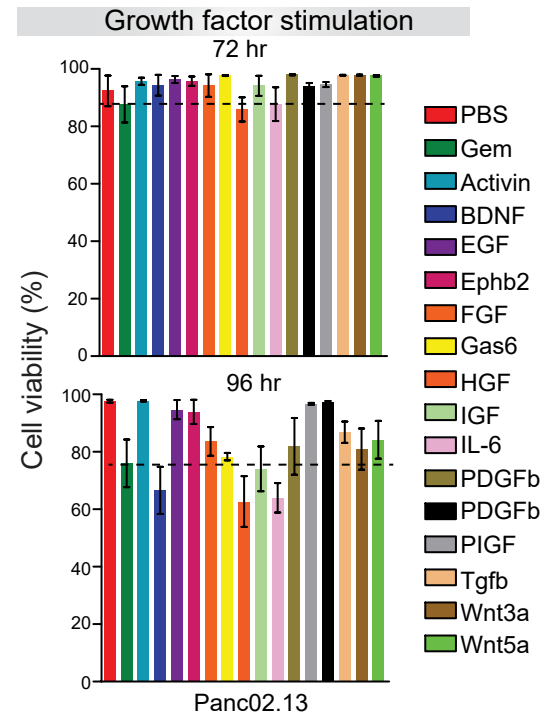 Growth factor stimulation
72 hr
100
80
60
40
20
0
96 hr
100
80
60
40
20
0
Cell viability (%)
Panc02.13
PBS
Gem
Activin
BDNF
EGF
Ephb2
FGF
Gas6
HGF
IGF
IL-6
PDGFb
PDGFb
PIGF
Tgfb
Wnt3a
Wnt5a